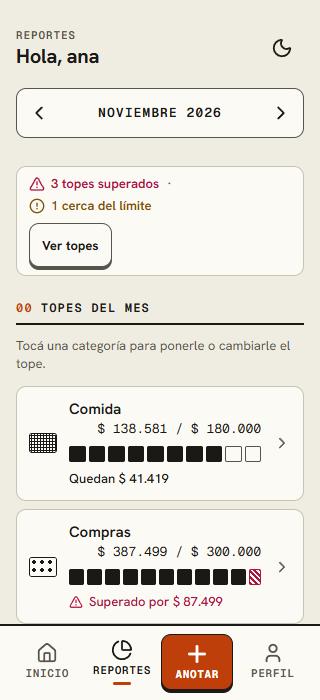 REPORTES
Hola, ana
NOVIEMBRE 2026
3 topes superados ·
1 cerca del límite
Ver topes
00 TOPES DEL MES
Tocá una categoría para ponerle o cambiarle el
tope.
Comida
$ 138.581 / $ 180.000
Quedan $ 41.419
Compras
$ 387.499 / $ 300.000
Superado por $ 87.499
INICIO
REPORTES
ANOTAR
PERFIL